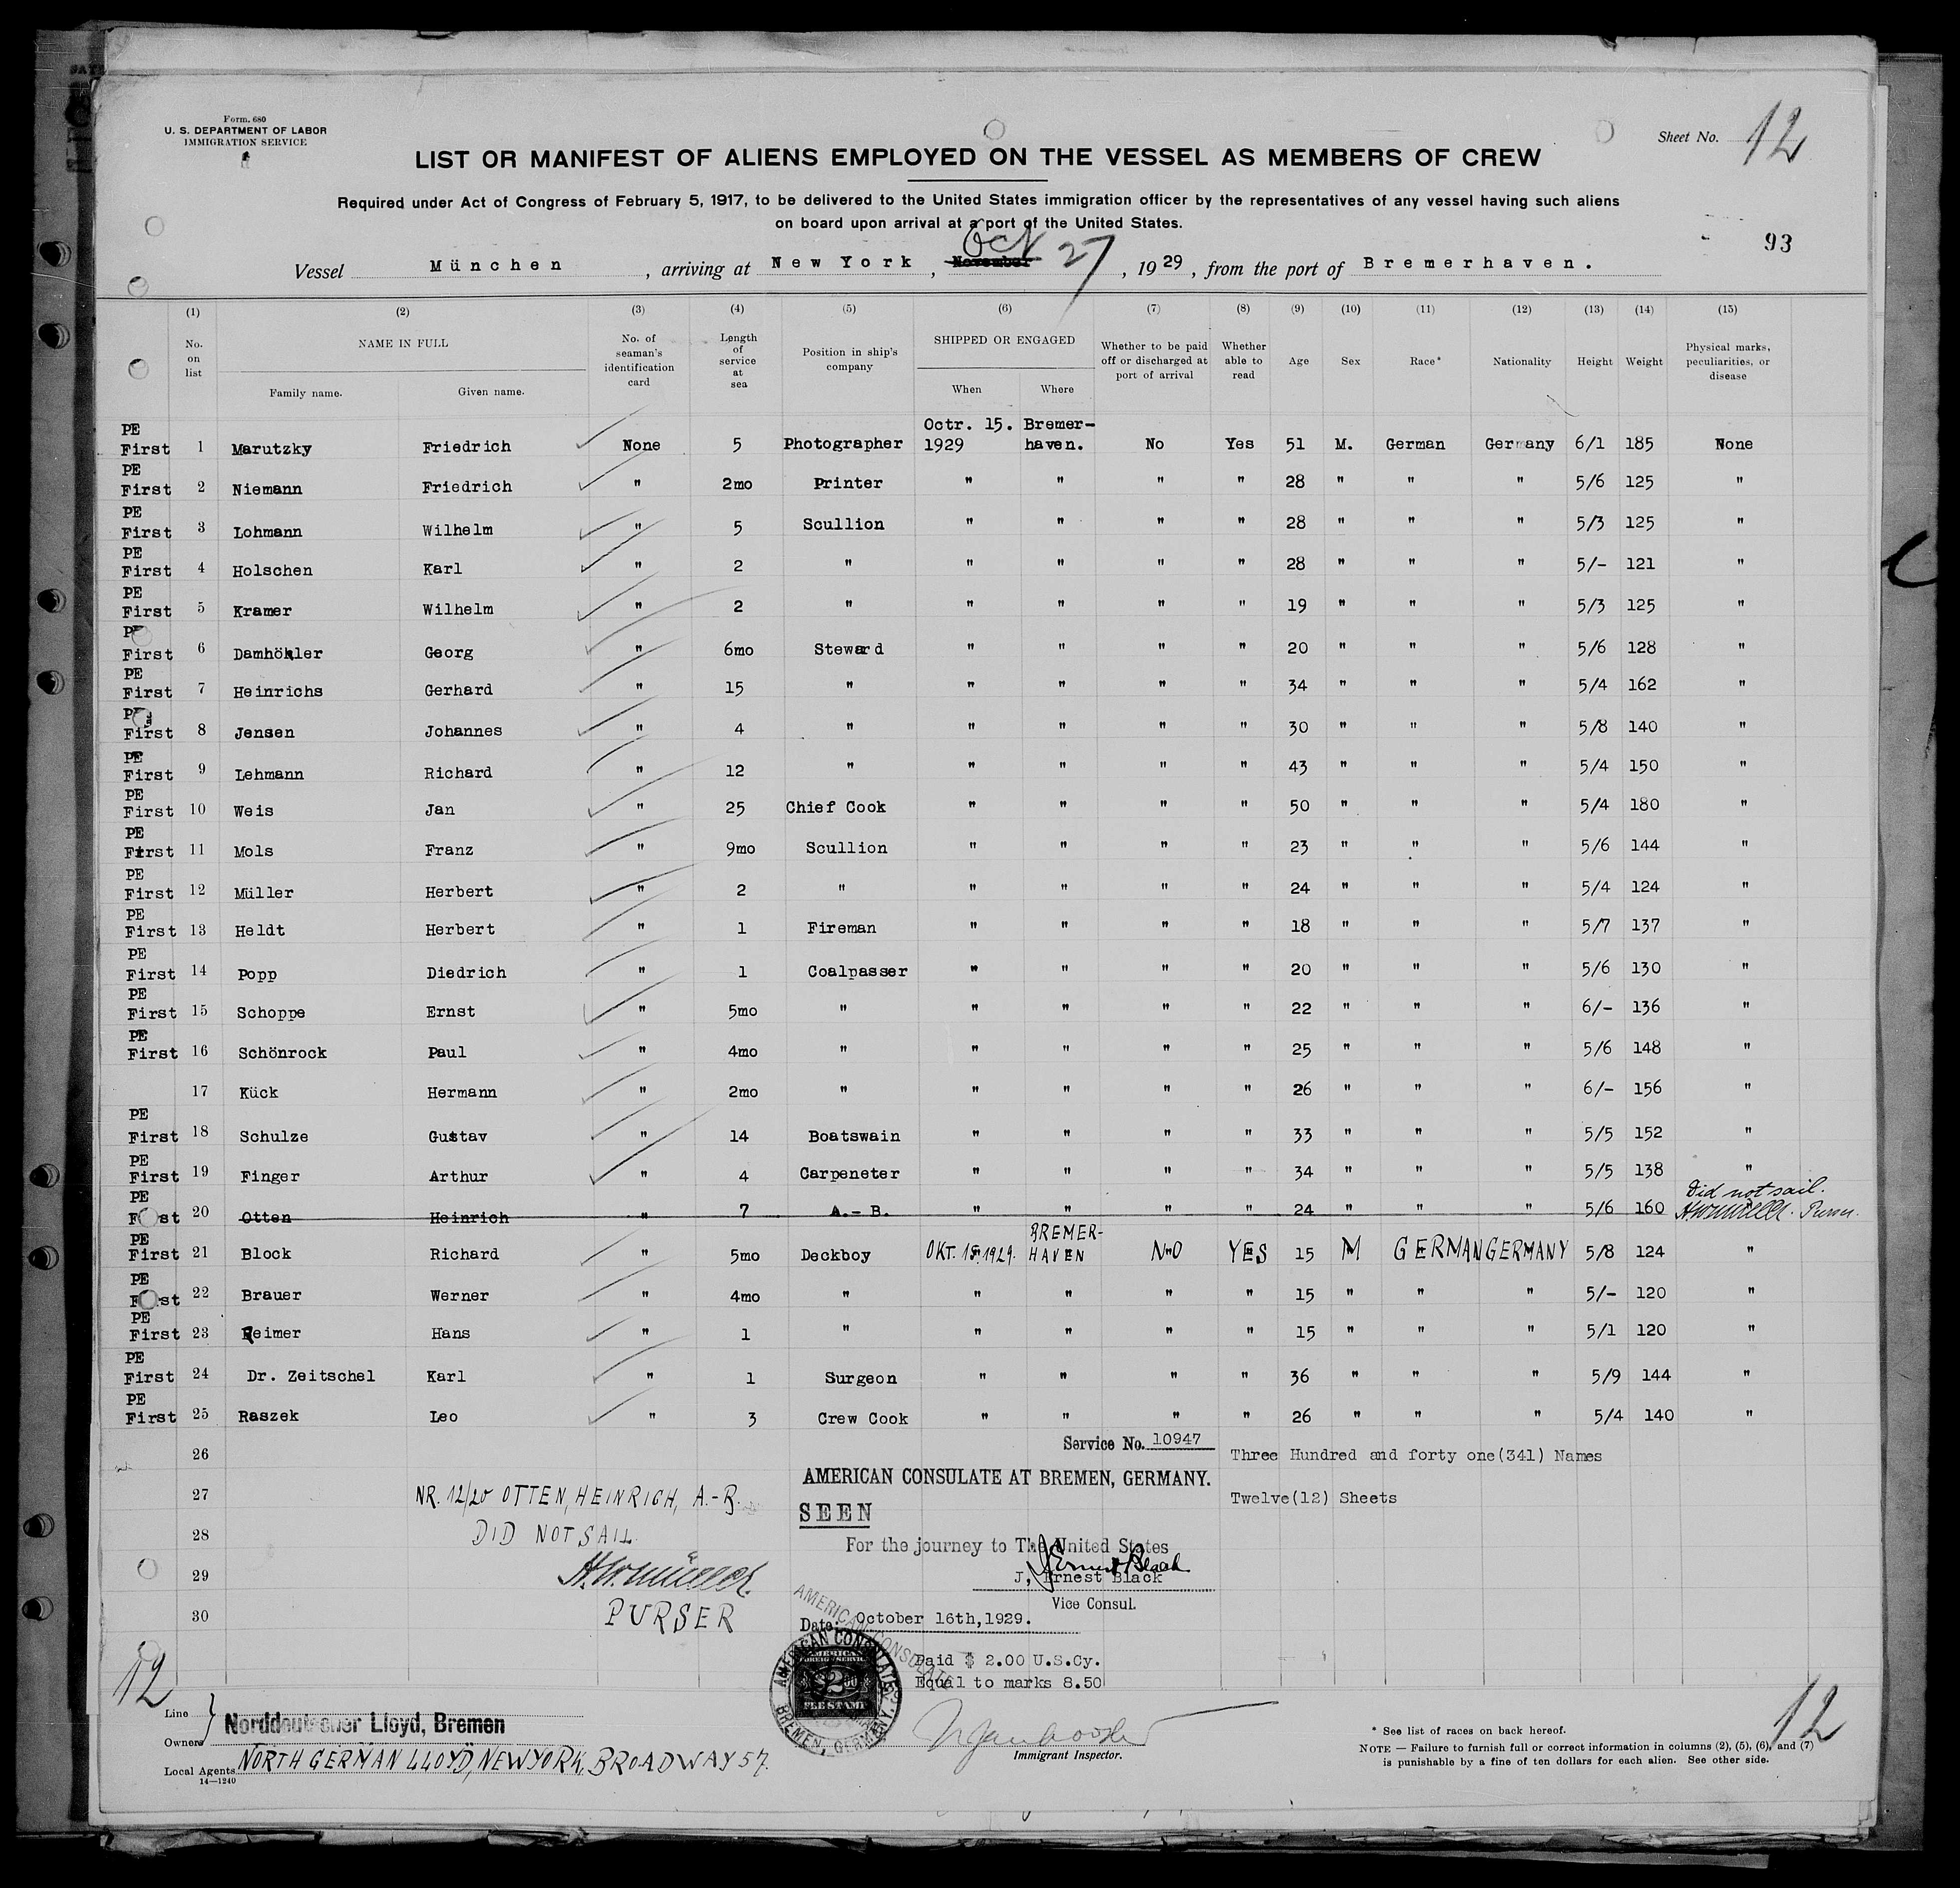 Form. 680
U. S. DEPARTMENT OF LABOR
IMMIGRATION SERVICE
Sheet No. 12
LIST OR MANIFEST OF ALIENS EMPLOYED ON THE VESSEL AS MEMBERS OF CREW
Required under Act of Congress of February 5, 1917, to be delivered to the United States immigration officer by the representatives of any vessel having such aliens
on board upon arrival at a port of the United States.
93
Vessel München, arriving at New York, November Oct 27, 1929, from the port of Bremerhaven.
(1) (2) (3) (4) (5) (6) (7) (8) (9) (10) (11) (12) (13) (14) (15)
No. on list NAME IN FULL Family name. Given name. No. of seaman's identification card Length of service at sea Position in ship's company SHIPPED OR ENGAGED When Where Whether to be paid off or discharged at port of arrival Whether able to read Age Sex Race* Nationality Height Weight Physical marks, peculiarities, or disease
PE First 1 Marutzky Friedrich None 5 Photographer Octr. 15. 1929 Bremer-haven. No Yes 51 M. German Germany 6/1 185 None
PE First 2 Niemann Friedrich " 2mo Printer " " " " 28 " " " 5/6 125 "
PE First 3 Lohmann Wilhelm " 5 Scullion " " " " 28 " " " 5/3 125 "
PE First 4 Holschen Karl " 2 " " " " " 28 " " " 5/- 121 "
PE First 5 Kramer Wilhelm " 2 " " " " " 19 " " " 5/3 125 "
PE First 6 Damhökler Georg " 6mo Steward " " " " 20 " " " 5/6 128 "
PE First 7 Heinrichs Gerhard " 15 " " " " " 34 " " " 5/4 162 "
PE First 8 Jensen Johannes " 4 " " " " " 30 " " " 5/8 140 "
PE First 9 Lehmann Richard " 12 " " " " " 43 " " " 5/4 150 "
PE First 10 Weis Jan " 25 Chief Cook " " " " 50 " " " 5/4 180 "
PE First 11 Mols Franz " 9mo Scullion " " " " 23 " " " 5/6 144 "
PE First 12 Müller Herbert " 2 " " " " " 24 " " " 5/4 124 "
PE First 13 Heldt Herbert " 1 Fireman " " " " 18 " " " 5/7 137 "
PE First 14 Popp Diedrich " 1 Coalpasser " " " " 20 " " " 5/6 130 "
PE First 15 Schoppe Ernst " 5mo " " " " " 22 " " " 6/- 136 "
PE First 16 Schönrock Paul " 4mo " " " " " 25 " " " 5/6 148 "
17 Kück Hermann " 2mo " " " " " 26 " " " 6/- 156 "
PE First 18 Schulze Gustav " 14 Boatswain " " " " 33 " " " 5/5 152 "
PE First 19 Finger Arthur " 4 Carpeneter " " " " 34 " " " 5/5 138 "
PE First 20 Otten Heinrich " 7 A.- B. " " " " 24 " " " 5/6 160 Did not sail. Purser.
PE First 21 Block Richard " 5mo Deckboy OKT. 15. 1929. BREMER-HAVEN NO YES 15 M GERMAN GERMANY 5/8 124 "
PE First 22 Brauer Werner " 4mo " " " " " 15 " " " 5/- 120 "
PE First 23 Reimer Hans " 1 " " " " " 15 " " " 5/1 120 "
PE First 24 Dr. Zeitschel Karl " 1 Surgeon " " " " 36 " " " 5/9 144 "
PE First 25 Raszek Leo " 3 Crew Cook " " " " 26 " " " 5/4 140 "
26
27
28
29
30
Service No. 10947
Three Hundred and forty one(341) Names
Twelve(12) Sheets
AMERICAN CONSULATE AT BREMEN, GERMANY.
SEEN
For the journey to The United States
J, Ernest Black
Vice Consul.
Date: October 16th,1929.
Paid $ 2.00 U.S.Cy.
Equal to marks 8.50
AMERICAN CONSULATE
AMERICAN CONSULATE BREMEN, GERMANY.
AMERICAN FOREIGN SERVICE
$2.00
FEE STAMP
NR. 12/20 OTTEN, HEINRICH, A.-B.
DID NOT SAIL.
PURSER
12
Line
Owners Norddeutscher Lloyd, Bremen
Local Agents NORTH GERMAN LLOYD, NEW YORK, BROADWAY 57.
14—1240
Immigrant Inspector.
* See list of races on back hereof.
NOTE — Failure to furnish full or correct information in columns (2), (5), (6), and (7)
is punishable by a fine of ten dollars for each alien. See other side.
12